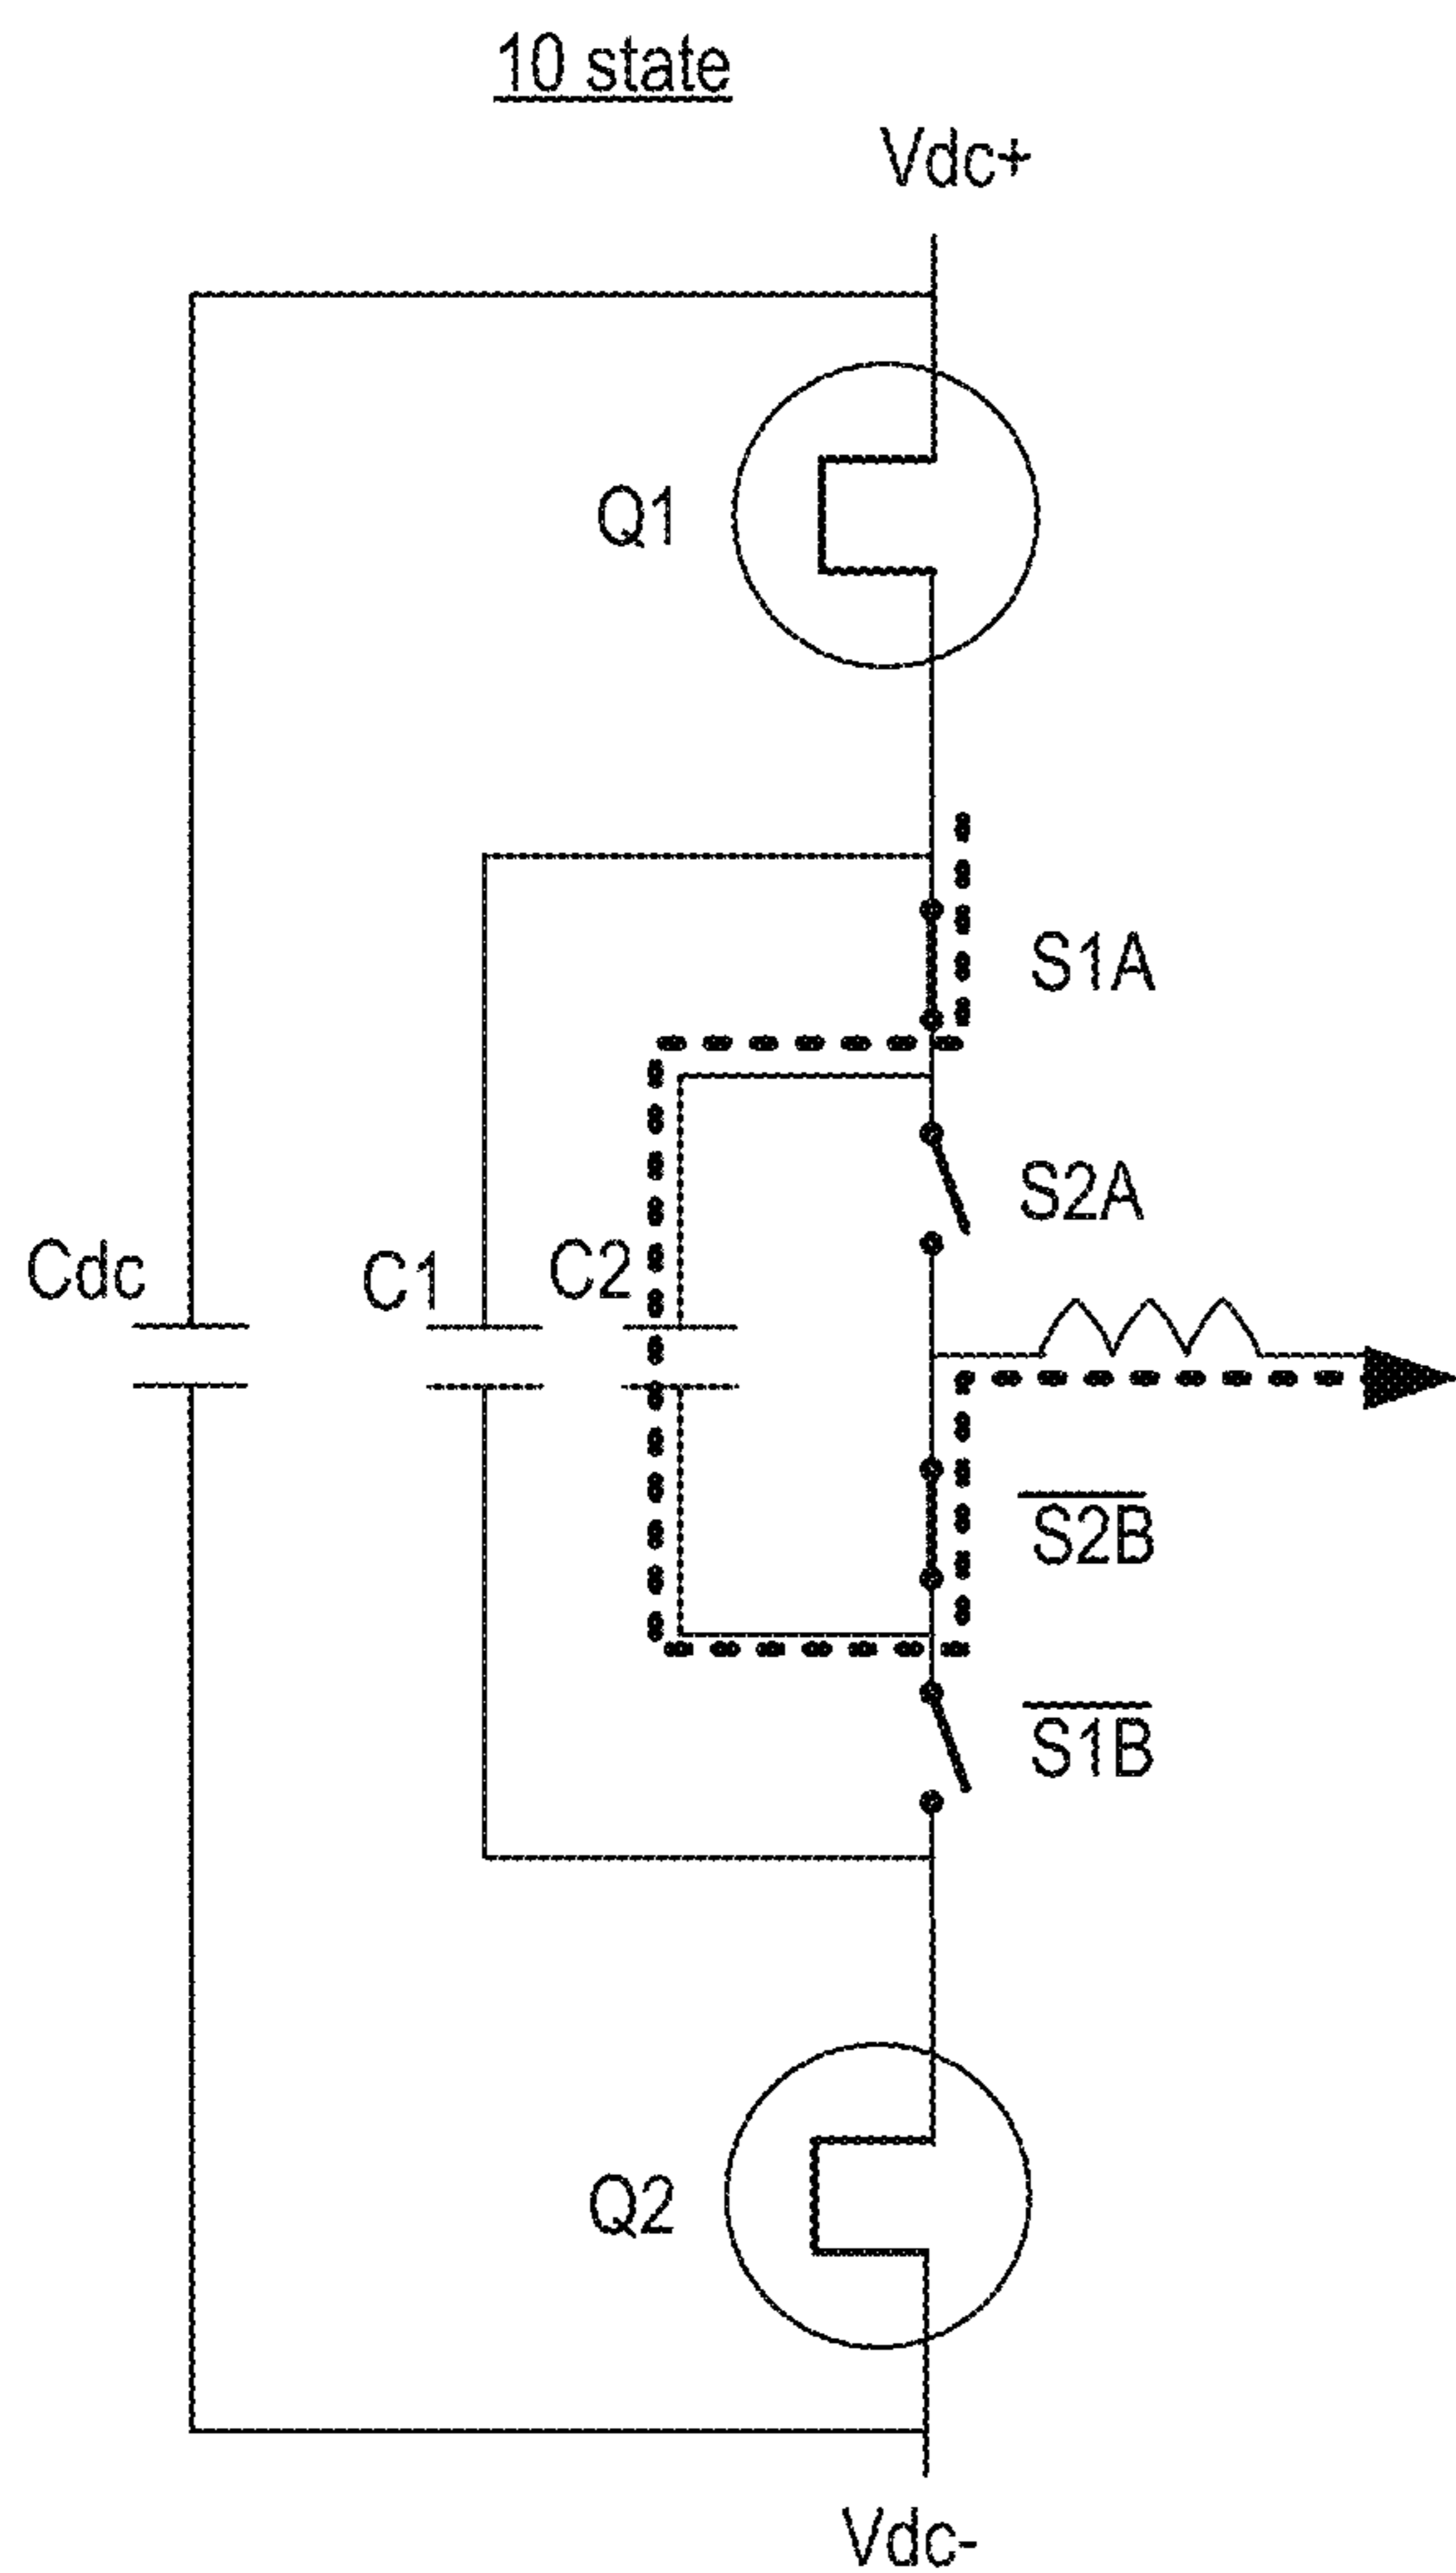 10 state
Vdc+
Q1
S1A
S2A
Cdc
C1
C2
S2B
S1B
Q2
Vdc-